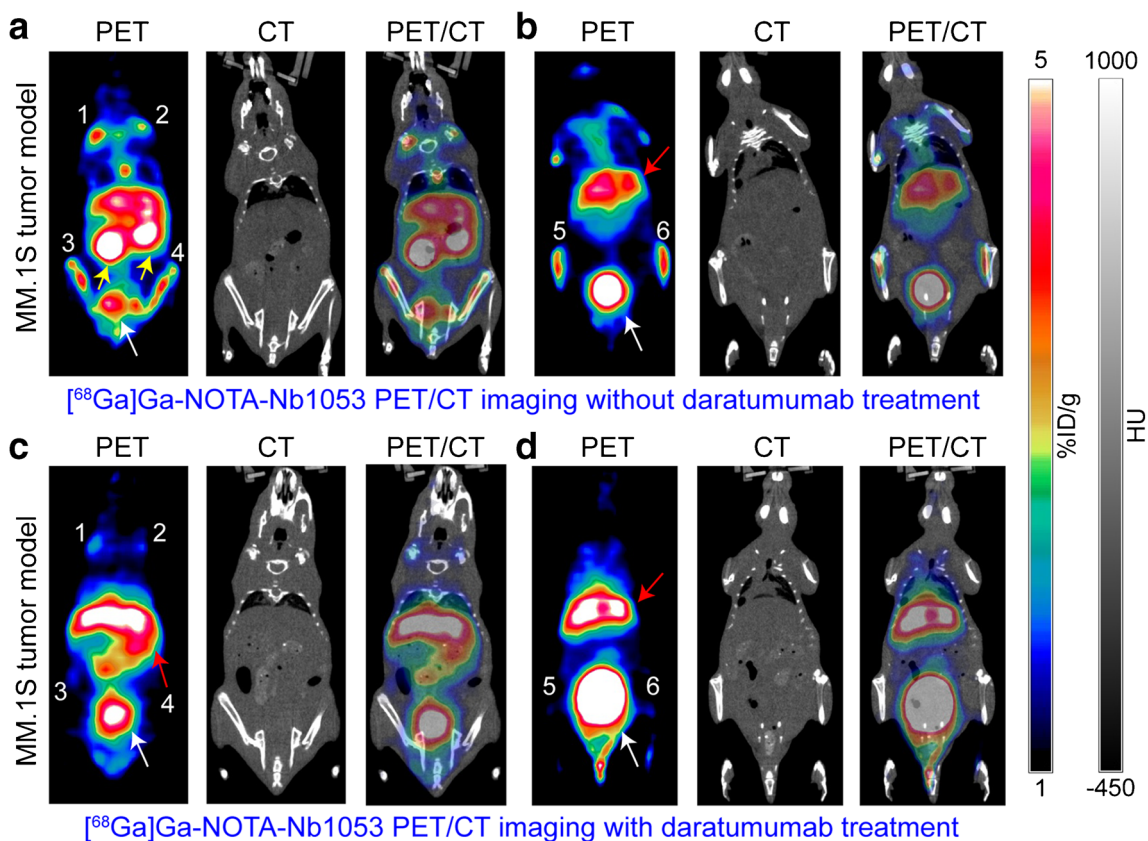 a PET CT PET/CT b PET CT PET/CT
5 1000
1 2
3 4
5 6
MM.1S tumor model
[⁶⁸Ga]Ga-NOTA-Nb1053 PET/CT imaging without daratumumab treatment
%ID/g
HU
c PET CT PET/CT d PET CT PET/CT
1 2
3 4
5 6
MM.1S tumor model
1 -450
[⁶⁸Ga]Ga-NOTA-Nb1053 PET/CT imaging with daratumumab treatment